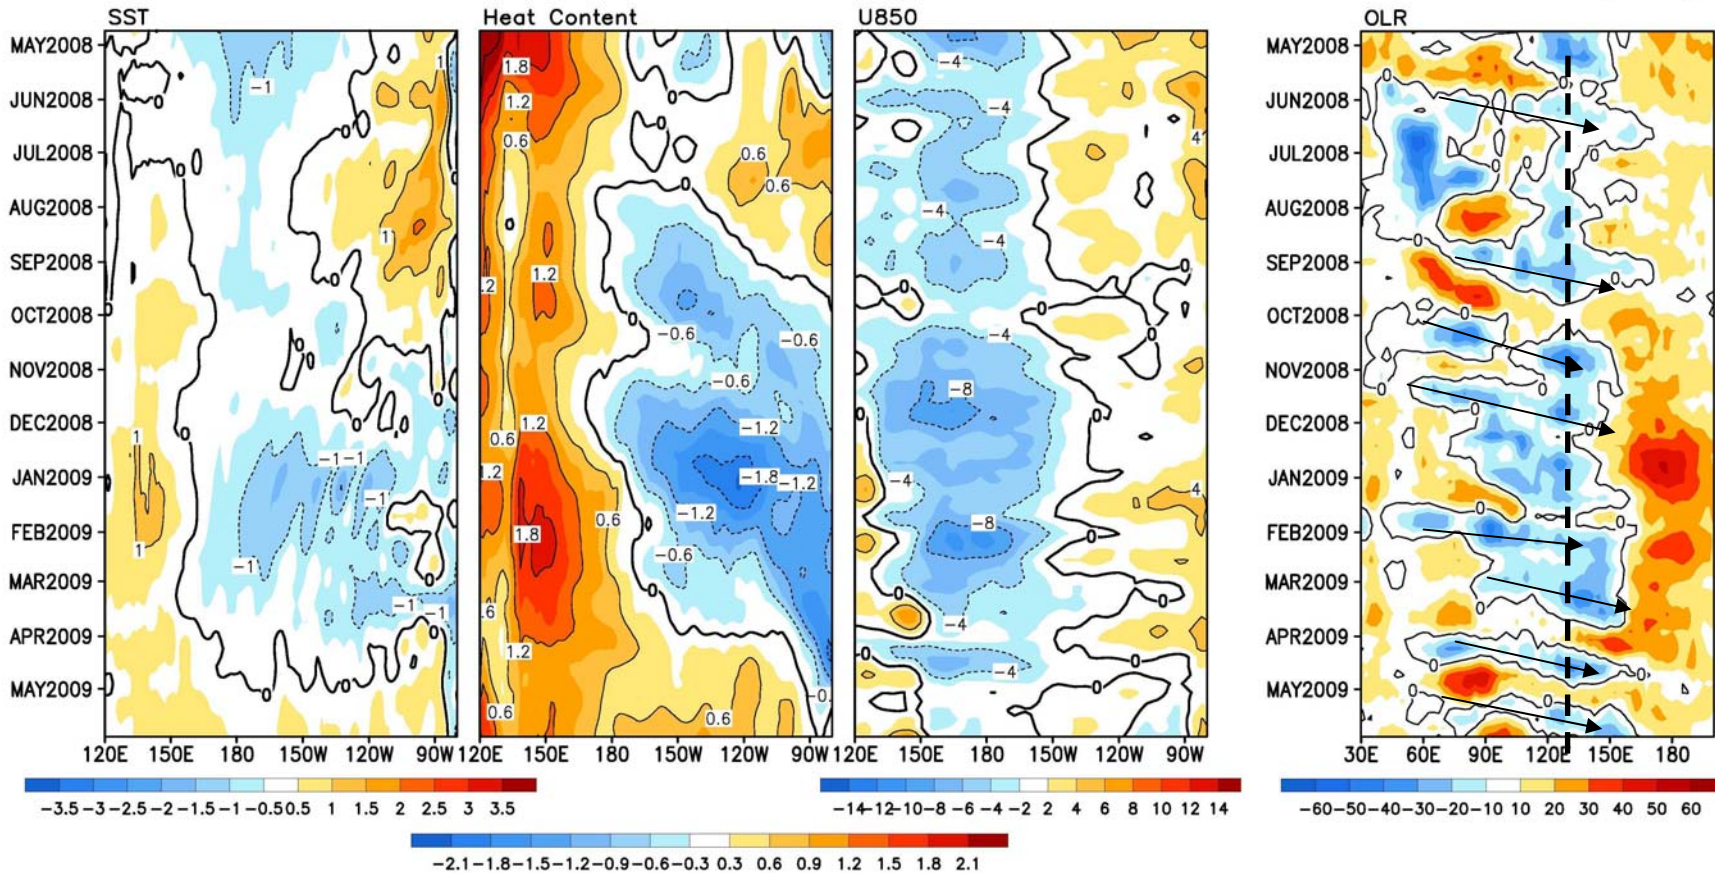 SST
Heat Content
U850
OLR
MAY2008
JUN2008
JUL2008
AUG2008
SEP2008
OCT2008
NOV2008
DEC2008
JAN2009
FEB2009
MAR2009
APR2009
MAY2009
120E 150E 180 150W 120W 90W
-3.5 -3 -2.5 -2 -1.5 -1 -0.5 0.5 1 1.5 2 2.5 3 3.5
120E 150E 180 150W 120W 90W
-2.1 -1.8 -1.5 -1.2 -0.9 -0.6 -0.3 0.3 0.6 0.9 1.2 1.5 1.8 2.1
120E 150E 180 150W 120W 90W
-14 -12 -10 -8 -6 -4 -2 2 4 6 8 10 12 14
MAY2008
JUN2008
JUL2008
AUG2008
SEP2008
OCT2008
NOV2008
DEC2008
JAN2009
FEB2009
MAR2009
APR2009
MAY2009
30E 60E 90E 120E 150E 180
-60 -50 -40 -30 -20 -10 10 20 30 40 50 60